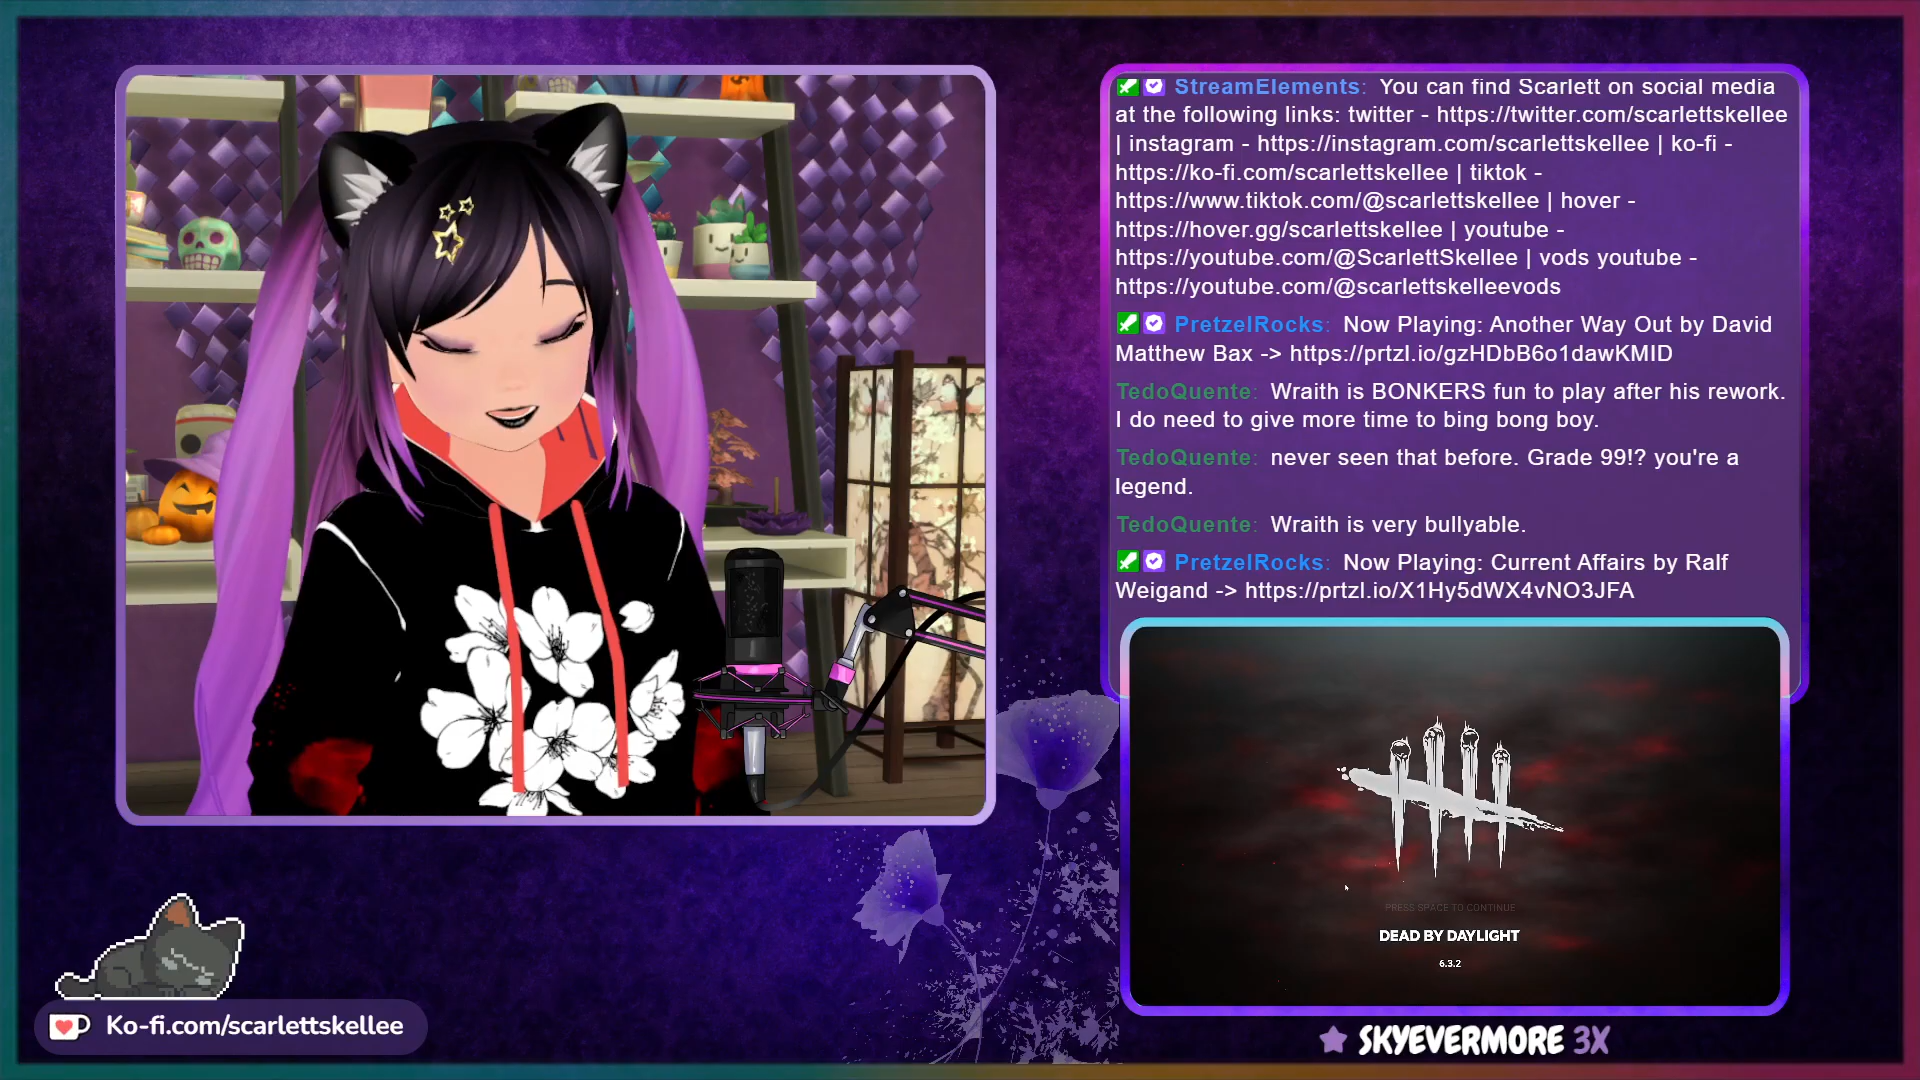 StreamElements: You can find Scarlett on social media
at the following links: twitter - https://twitter.com/scarlettskellee
| instagram - https://instagram.com/scarlettskellee | ko-fi -
https://ko-fi.com/scarlettskellee | tiktok -
https://www.tiktok.com/@scarlettskellee | hover -
https://hover.gg/scarlettskellee | youtube -
https://youtube.com/@ScarlettSkellee | vods youtube -
https://youtube.com/@scarlettskelleevods
PretzelRocks: Now Playing: Another Way Out by David
Matthew Bax -> https://prtzl.io/gzHDbB6o1dawKMID
TedoQuente: Wraith is BONKERS fun to play after his rework.
I do need to give more time to bing bong boy.
TedoQuente: never seen that before. Grade 99!? you're a
legend.
TedoQuente: Wraith is very bullyable.
PretzelRocks: Now Playing: Current Affairs by Ralf
Weigand -> https://prtzl.io/X1Hy5dWX4vNO3JFA
PRESS SPACE TO CONTINUE
DEAD BY DAYLIGHT
6.3.2
Ko-fi.com/scarlettskellee
SKYEVERMORE 3X